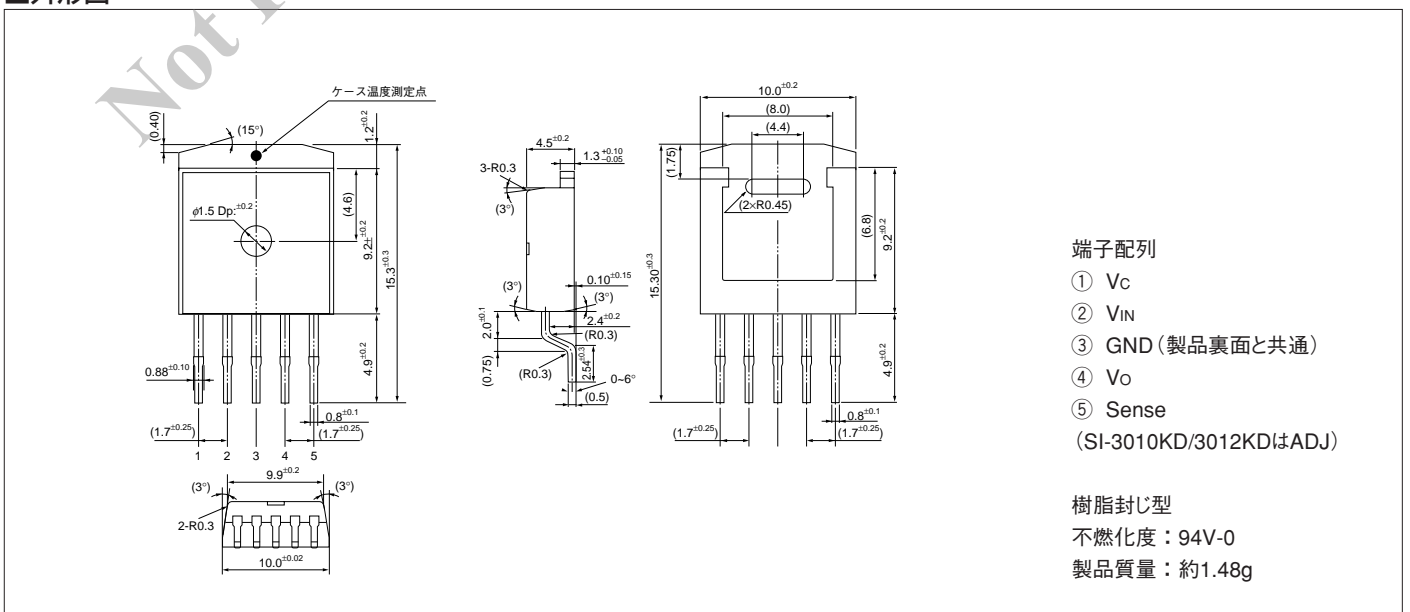 Not
ケース温度測定点
(0.40)
(15°)
1.2±0.2
φ1.5 Dp:±0.2
(4.6)
9.2±±0.2
15.3±0.3
4.9±0.2
0.88±0.10
0.8±0.1
(1.7±0.25)
(1.7±0.25)
1 2 3 4 5
4.5±0.2
1.3 +0.10 −0.05
3-R0.3
(3°)
0.10±0.15
(3°)
(3°)
2.0±0.1
2.4±0.2
(R0.3)
(0.75)
(R0.3)
2.54±0.3
0~6°
(0.5)
10.0±0.2
(8.0)
(4.4)
(1.75)
(2×R0.45)
(6.8)
9.2±0.2
15.30±0.3
4.9±0.2
0.8±0.1
(1.7±0.25)
(1.7±0.25)
9.9±0.2
(3°)
(3°)
2-R0.3
10.0±0.02
端子配列
① VC
② VIN
③ GND（製品裏面と共通）
④ VO
⑤ Sense
（SI-3010KD/3012KDはADJ）
樹脂封じ型
不燃化度：94V-0
製品質量：約1.48g